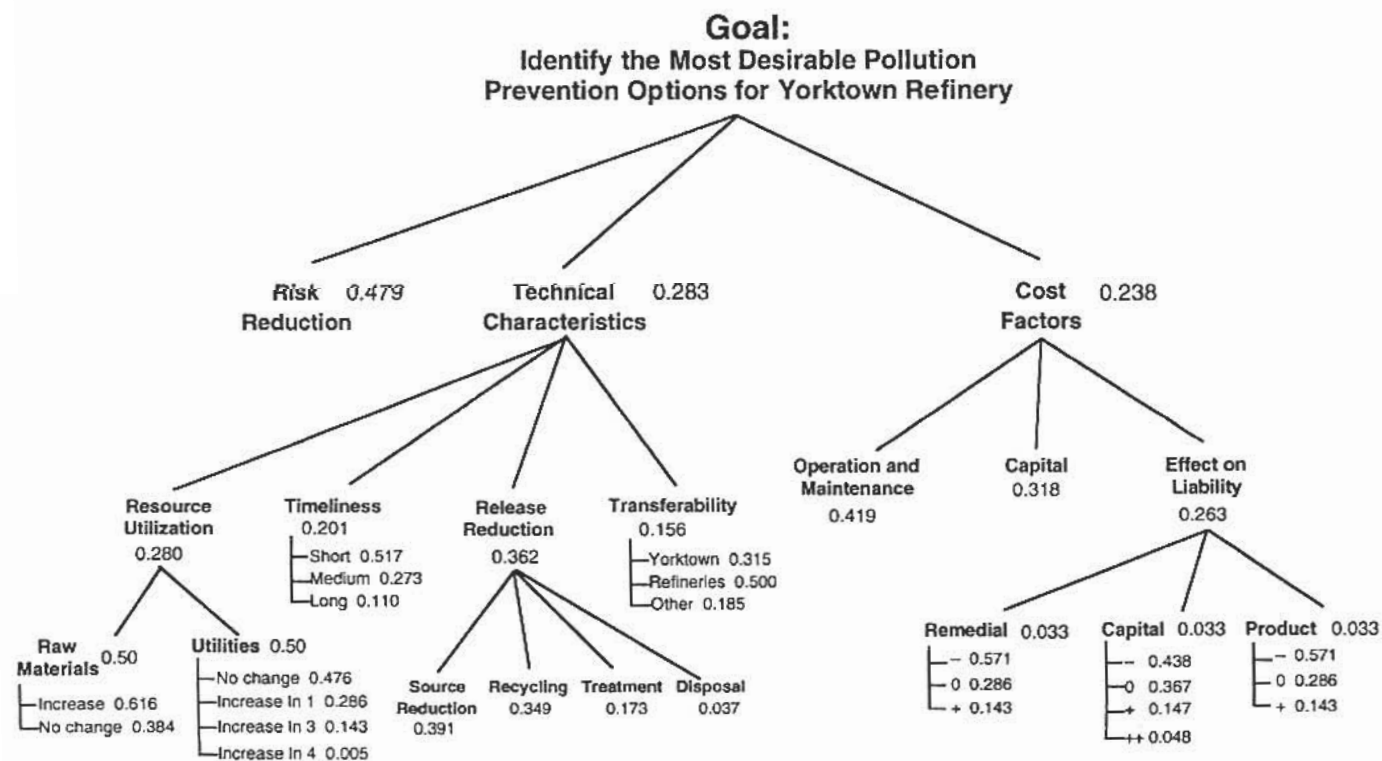 Goal:
Identify the Most Desirable Pollution
Prevention Options for Yorktown Refinery
Risk 0.479
Reduction
Technical 0.283
Characteristics
Cost 0.238
Factors
Resource
Utilization
0.280
Timeliness
0.201
Short 0.517
Medium 0.273
Long 0.110
Release
Reduction
0.362
Transferability
0.156
Yorktown 0.315
Refineries 0.500
Other 0.185
Operation and
Maintenance
0.419
Capital
0.318
Effect on
Liability
0.263
Raw
Materials 0.50
Increase 0.616
No change 0.384
Utilities 0.50
No change 0.476
Increase In 1 0.286
Increase In 3 0.143
Increase In 4 0.005
Source
Reduction
0.391
Recycling
0.349
Treatment
0.173
Disposal
0.037
Remedial 0.033
- 0.571
0 0.286
+ 0.143
Capital 0.033
- 0.438
0 0.367
+ 0.147
++ 0.048
Product 0.033
- 0.571
0 0.286
+ 0.143